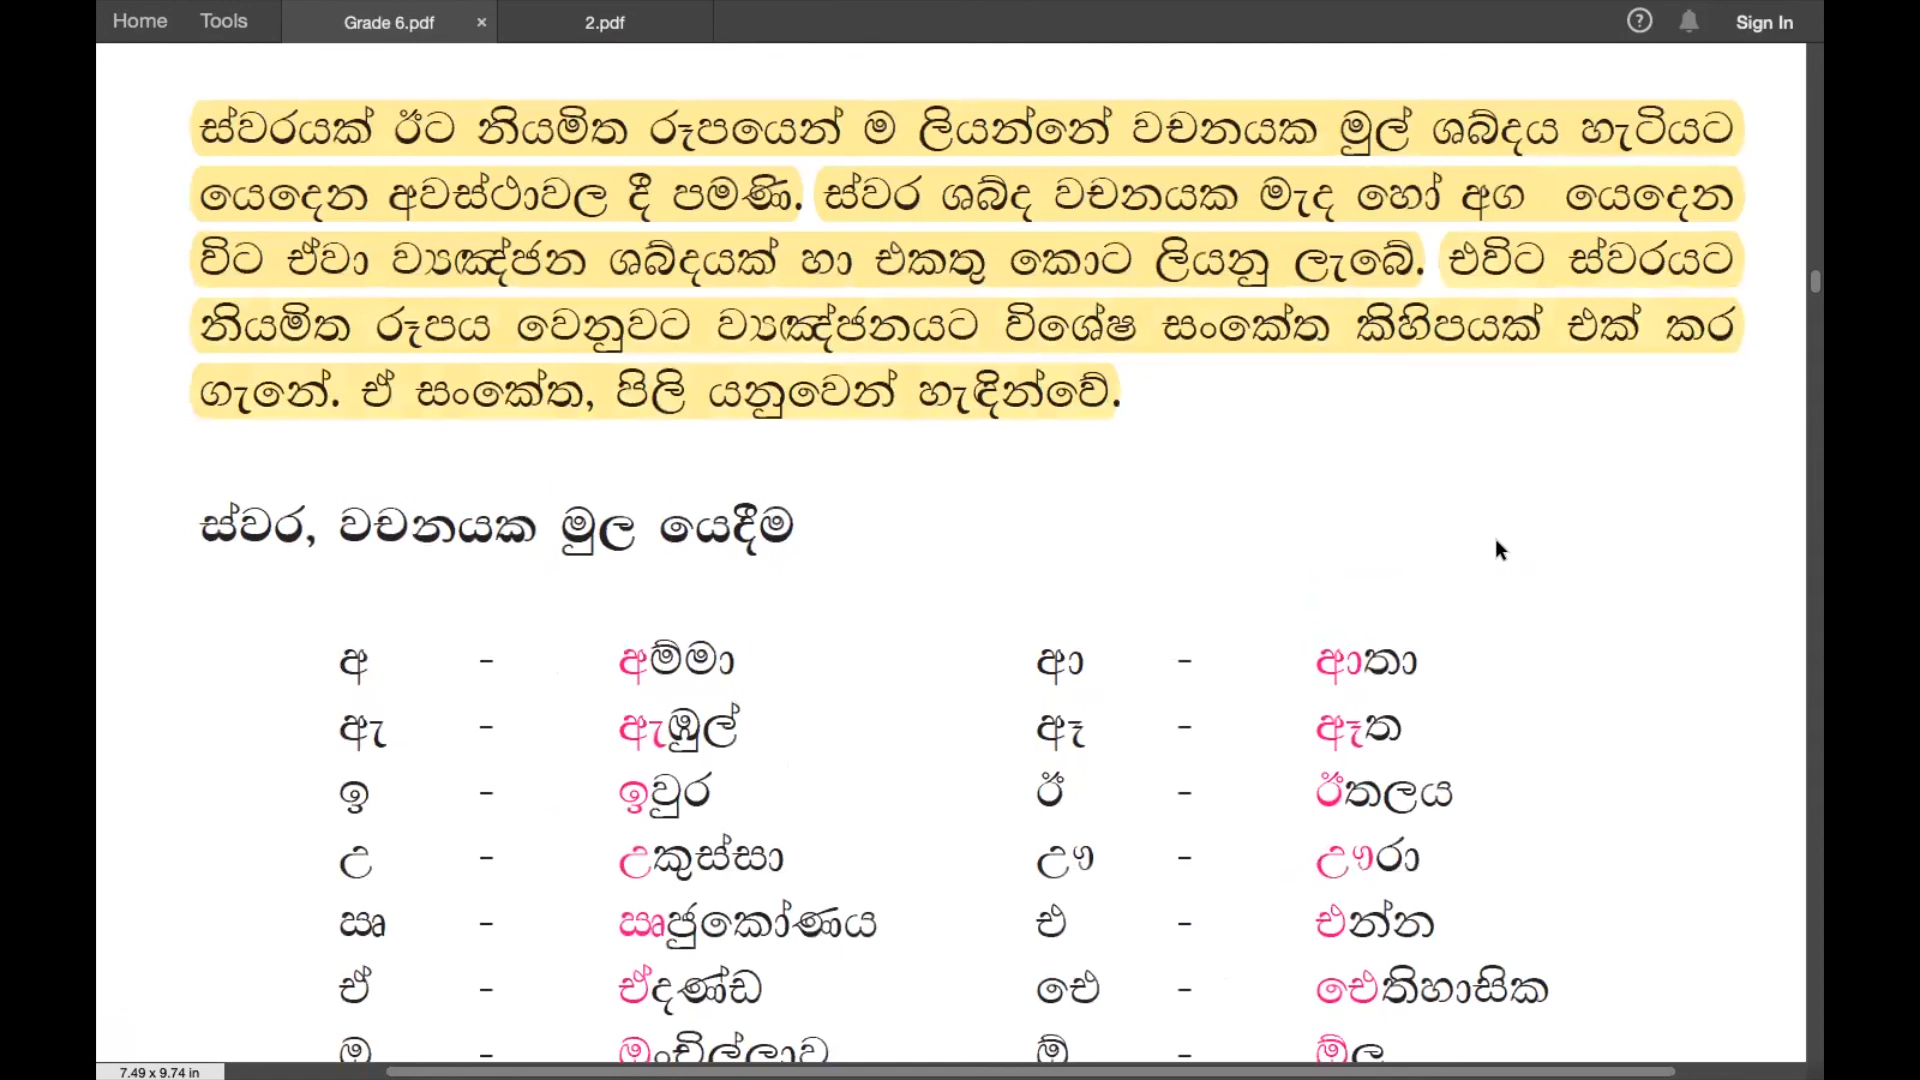 Home Tools Grade 6.pdf × 2.pdf ? Sign In
ස්වරයක් ඊට නියමිත රූපයෙන් ම ලියන්නේ වචනයක මුල් ශබ්දය හැටියට
යෙදෙන අවස්ථාවල දී පමණි. ස්වර ශබ්ද වචනයක මැද හෝ අග යෙදෙන
විට ඒවා ව්‍යඤ්ජන ශබ්දයක් හා එකතු කොට ලියනු ලැබේ. එවිට ස්වරයට
නියමිත රූපය වෙනුවට ව්‍යඤ්ජනයට විශේෂ සංකේත කිහිපයක් එක් කර
ගැනේ. ඒ සංකේත, පිලි යනුවෙන් හැඳින්වේ.
ස්වර, වචනයක මුල යෙදීම
අ - අම්මා ආ - ආතා
ඇ - ඇඹුල් ඈ - ඈත
ඉ - ඉවුර ඊ - ඊතලය
උ - උකුස්සා ඌ - ඌරා
ඍ - ඍජුකෝණය එ - එන්න
ඒ - ඒදණ්ඩ ඓ - ඓතිහාසික
ඔ - ඔංචිල්ලාව ඕ - ඕල
7.49 x 9.74 in